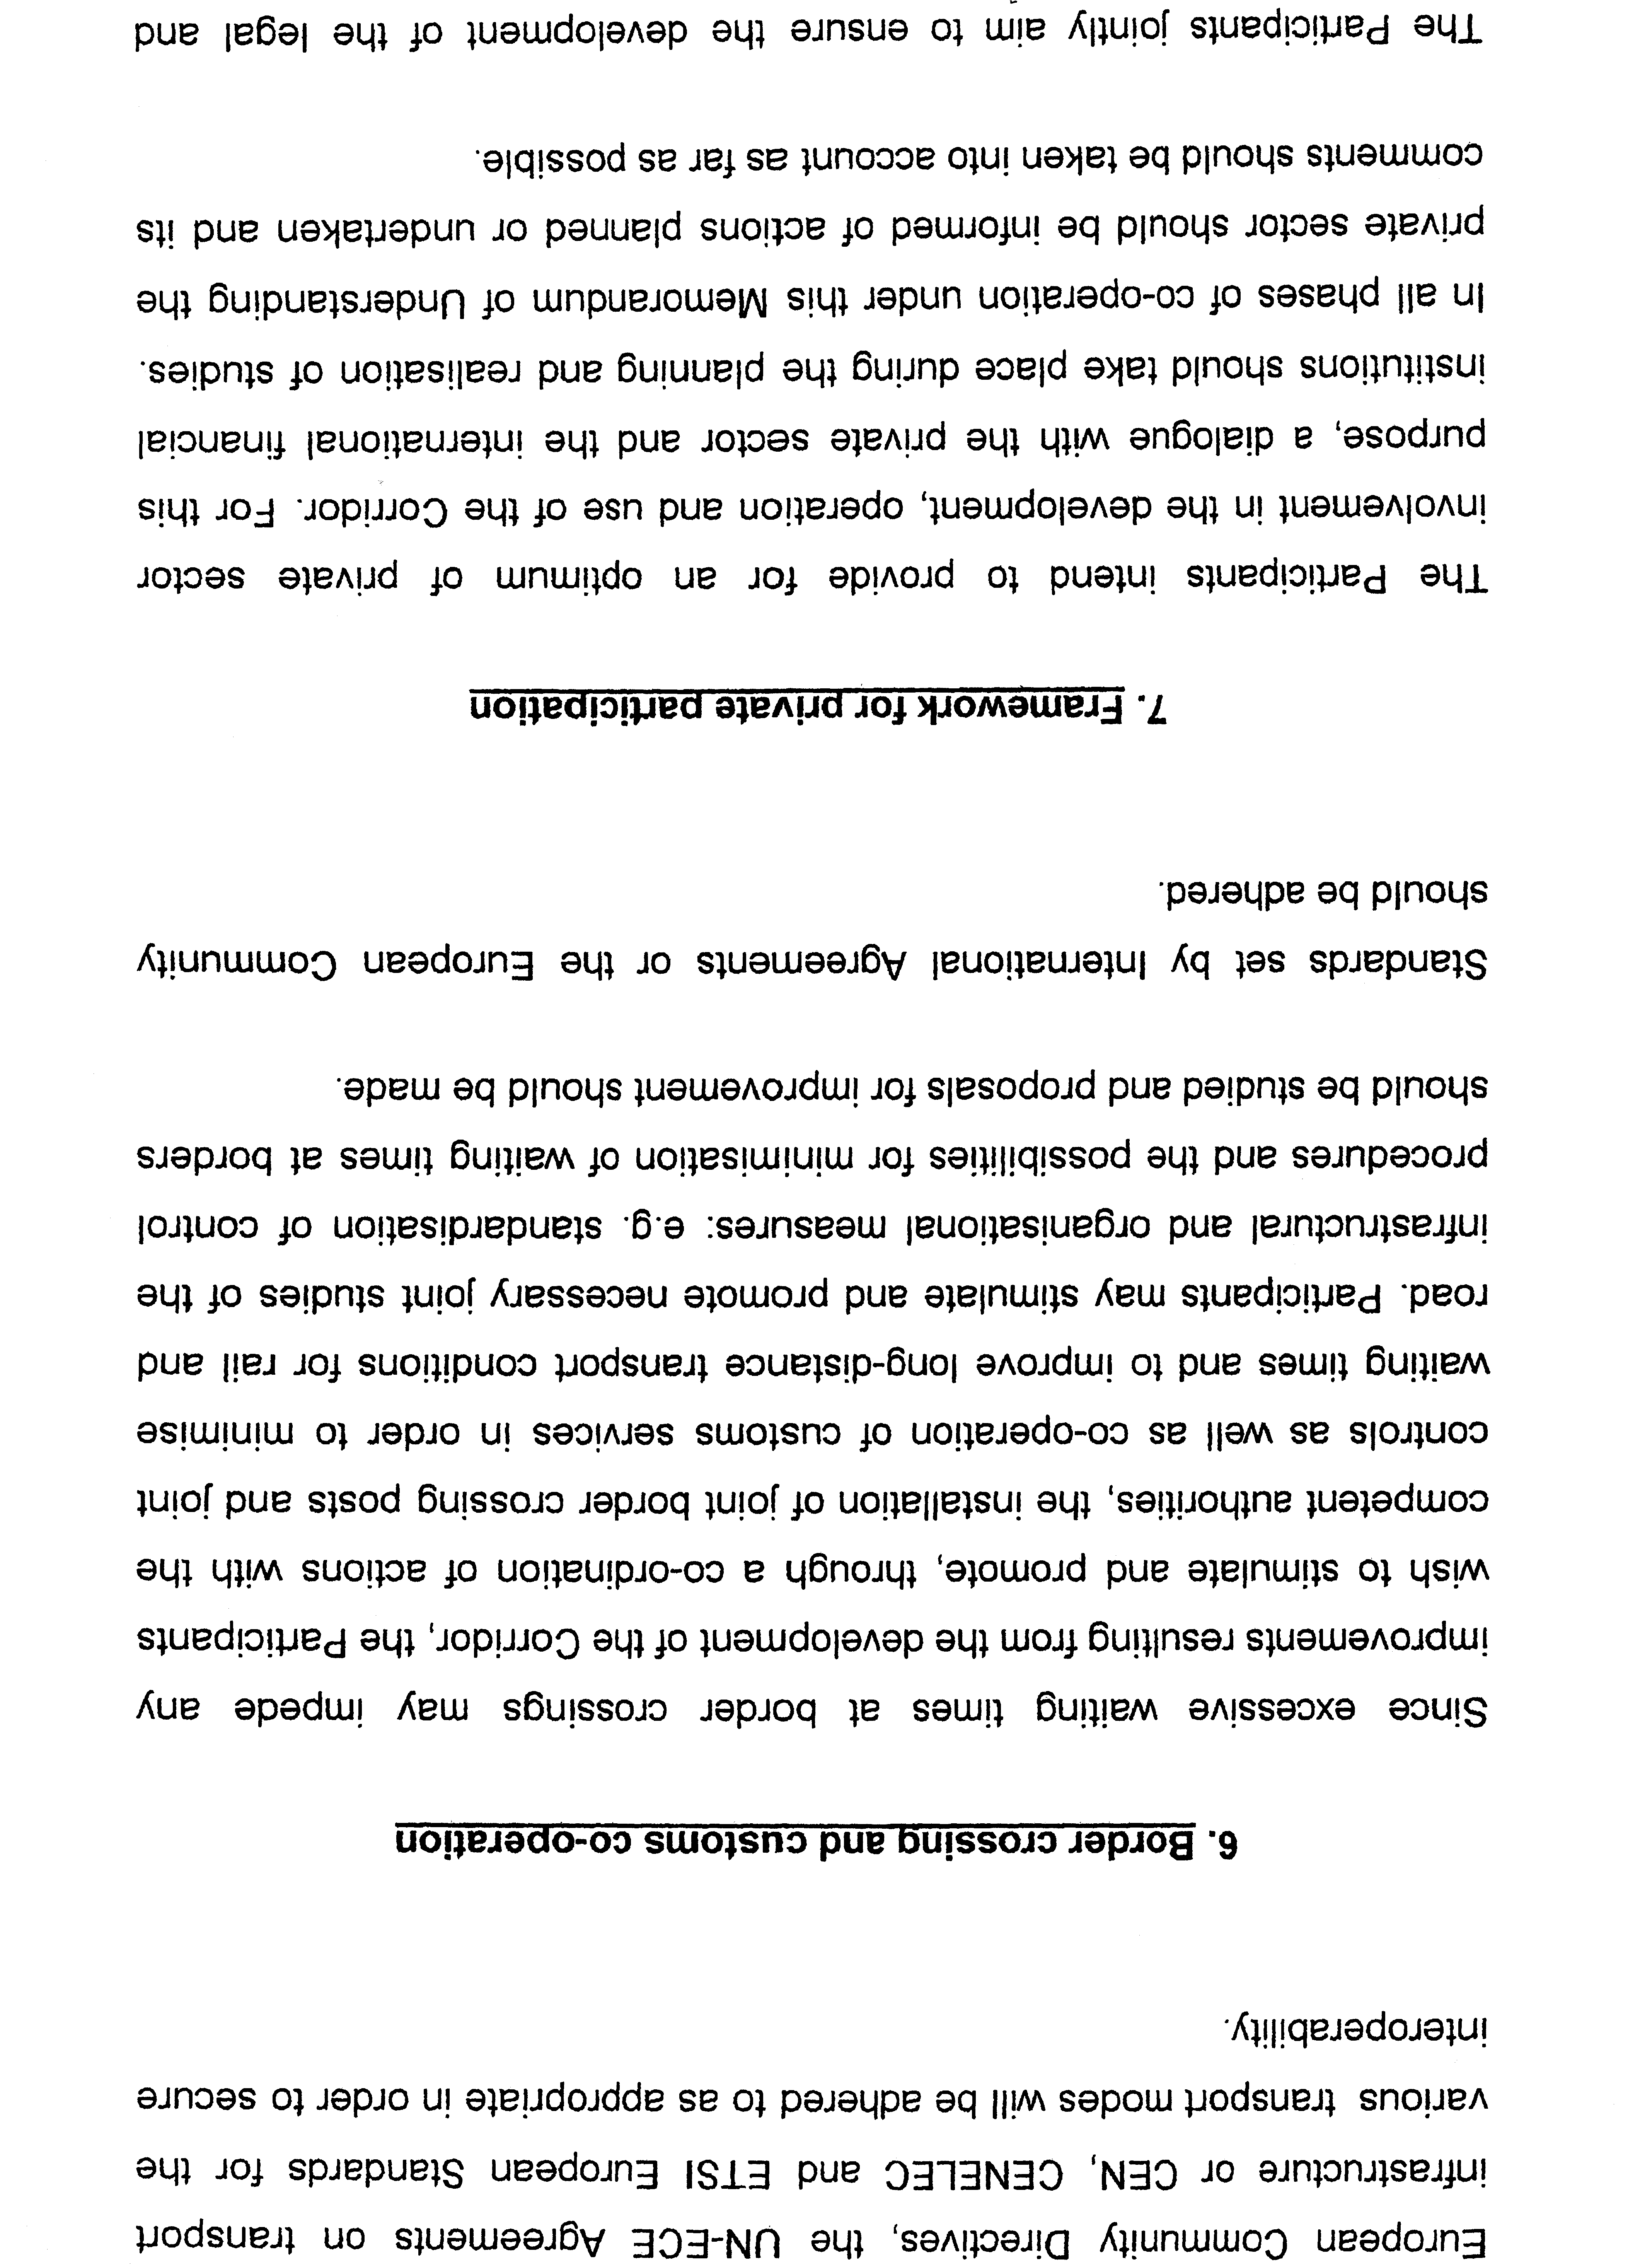 European Community Directives, the UN-ECE Agreements on transport
infrastructure or CEN, CENELEC and ETSI European Standards for the
various transport modes will be adhered to as appropriate in order to secure
interoperability.
6. Border crossing and customs co-operation
Since excessive waiting times at border crossings may impede any
improvements resulting from the development of the Corridor, the Participants
wish to stimulate and promote, through a co-ordination of actions with the
competent authorities, the installation of joint border crossing posts and joint
controls as well as co-operation of customs services in order to minimise
waiting times and to improve long-distance transport conditions for rail and
road. Participants may stimulate and promote necessary joint studies of the
infrastructural and organisational measures: e.g. standardisation of control
procedures and the possibilities for minimisation of waiting times at borders
should be studied and proposals for improvement should be made.
Standards set by International Agreements or the European Community
should be adhered.
7. Framework for private participation
The Participants intend to provide for an optimum of private sector
involvement in the development, operation and use of the Corridor. For this
purpose, a dialogue with the private sector and the international financial
institutions should take place during the planning and realisation of studies.
In all phases of co-operation under this Memorandum of Understanding the
private sector should be informed of actions planned or undertaken and its
comments should be taken into account as far as possible.
The Participants jointly aim to ensure the development of the legal and